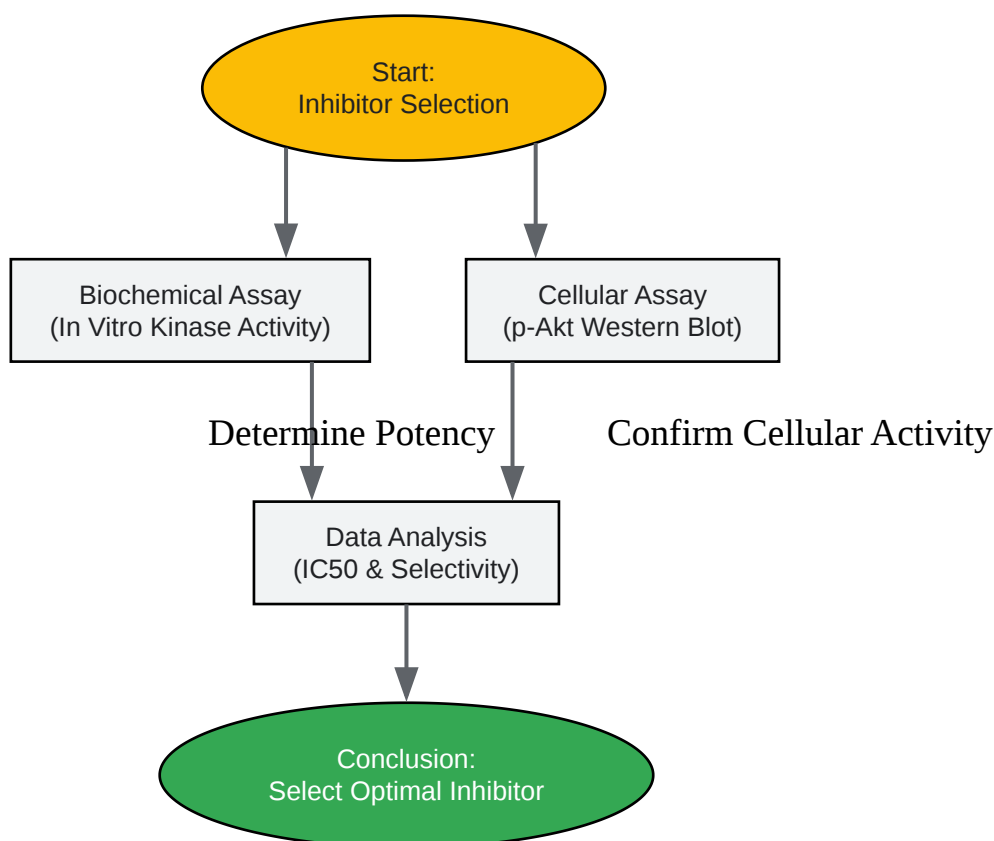 Start:
Inhibitor Selection
Biochemical Assay
(In Vitro Kinase Activity)
Cellular Assay
(p-Akt Western Blot)
Determine Potency
Confirm Cellular Activity
Data Analysis
(IC50 & Selectivity)
Conclusion:
Select Optimal Inhibitor